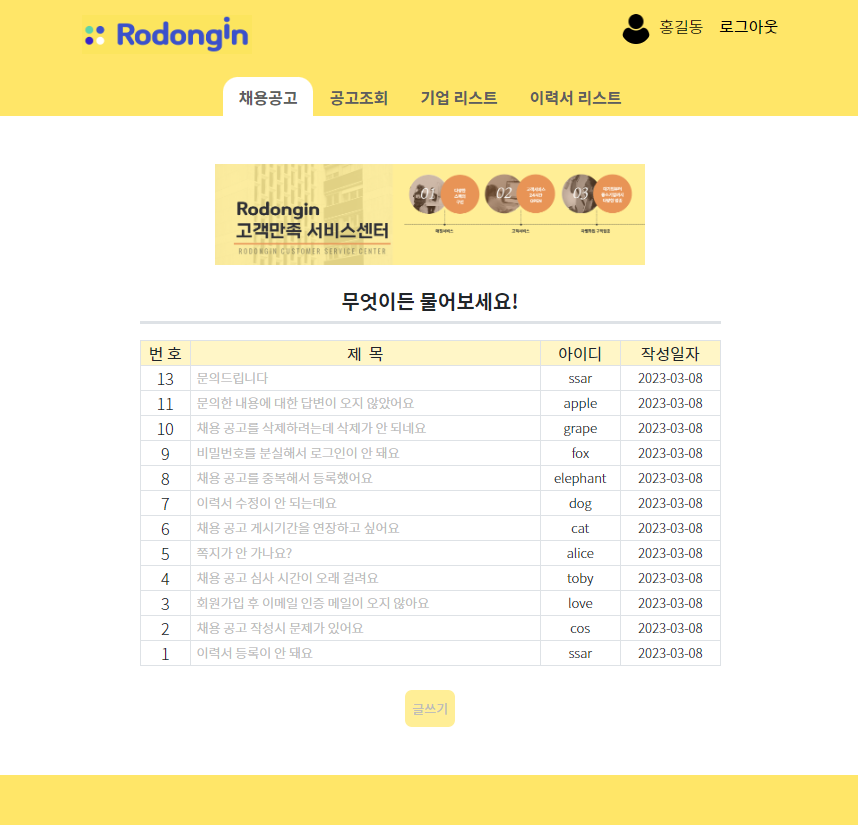 Rodongin
홍길동 로그아웃
채용공고 공고조회 기업 리스트 이력서 리스트
01 02 03
Rodongin
고객만족 서비스센터
RODONGIN CUSTOMER SERVICE CENTER
무엇이든 물어보세요!
번 호 제 목 아이디 작성일자
13 문의드립니다 ssar 2023-03-08
11 문의한 내용에 대한 답변이 오지 않았어요 apple 2023-03-08
10 채용 공고를 삭제하려는데 삭제가 안 되네요 grape 2023-03-08
9 비밀번호를 분실해서 로그인이 안 돼요 fox 2023-03-08
8 채용 공고를 중복해서 등록했어요 elephant 2023-03-08
7 이력서 수정이 안 되는데요 dog 2023-03-08
6 채용 공고 게시기간을 연장하고 싶어요 cat 2023-03-08
5 쪽지가 안 가나요? alice 2023-03-08
4 채용 공고 심사 시간이 오래 걸려요 toby 2023-03-08
3 회원가입 후 이메일 인증 메일이 오지 않아요 love 2023-03-08
2 채용 공고 작성시 문제가 있어요 cos 2023-03-08
1 이력서 등록이 안 돼요 ssar 2023-03-08
글쓰기